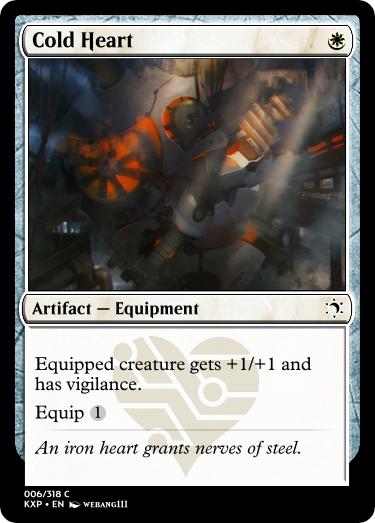 Cold Heart
Artifact — Equipment
Equipped creature gets +1/+1 and
has vigilance.
Equip 1
An iron heart grants nerves of steel.
006/318 C
KXP • EN WEBANG111